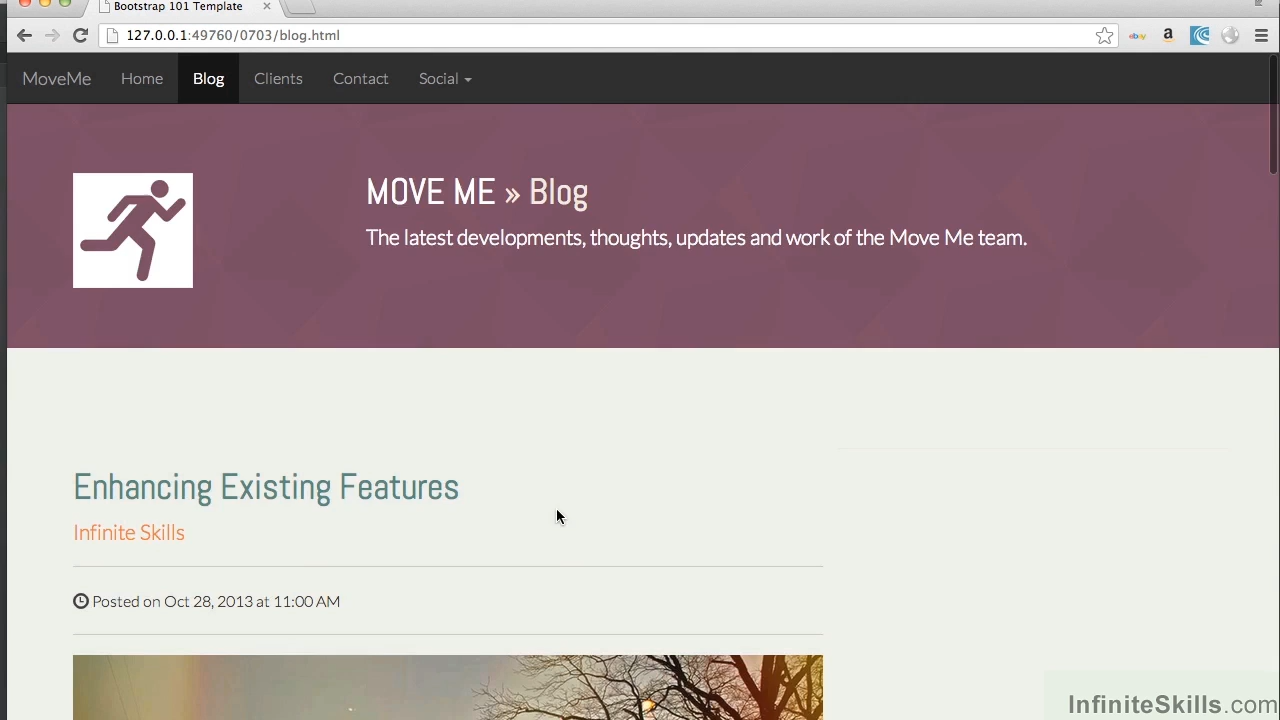 Bootstrap 101 Template
127.0.0.1:49760/0703/blog.html
ebay a
MoveMe Home Blog Clients Contact Social
MOVE ME » Blog
The latest developments, thoughts, updates and work of the Move Me team.
Enhancing Existing Features
Infinite Skills
Posted on Oct 28, 2013 at 11:00 AM
InfiniteSkills.com